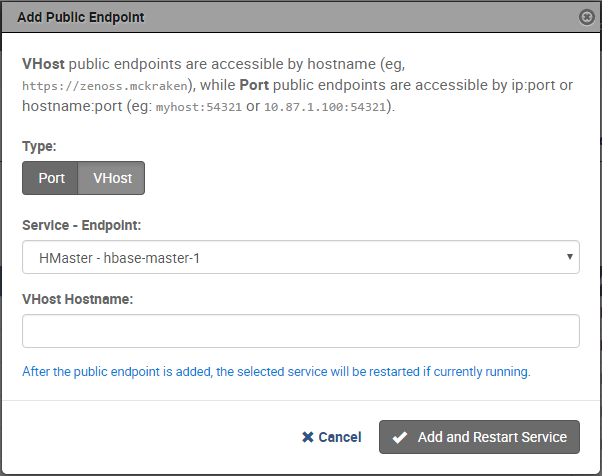 Add Public Endpoint
VHost public endpoints are accessible by hostname (eg,
https://zenoss.mckraken), while Port public endpoints are accessible by ip:port or
hostname:port (eg: myhost:54321 or 10.87.1.100:54321).
Type:
Port VHost
Service - Endpoint:
HMaster - hbase-master-1
VHost Hostname:
After the public endpoint is added, the selected service will be restarted if currently running.
Cancel Add and Restart Service